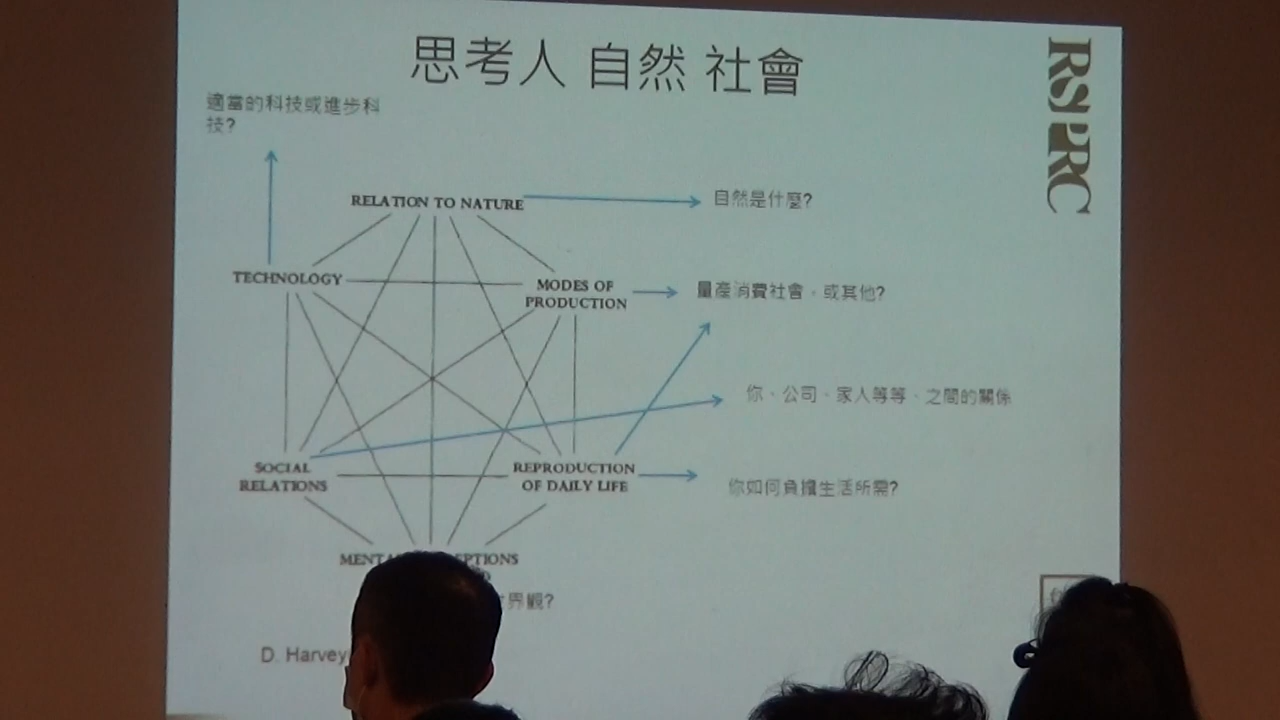 思考人 自然 社會
RSPRC
適當的科技或進步科
技?
RELATION TO NATURE
自然是什麼?
TECHNOLOGY
MODES OF
PRODUCTION
量產消費社會，或其他?
你、公司、家人等等、之間的關係
SOCIAL
RELATIONS
REPRODUCTION
OF DAILY LIFE
你如何負擔生活所需?
界觀?
D. Harvey